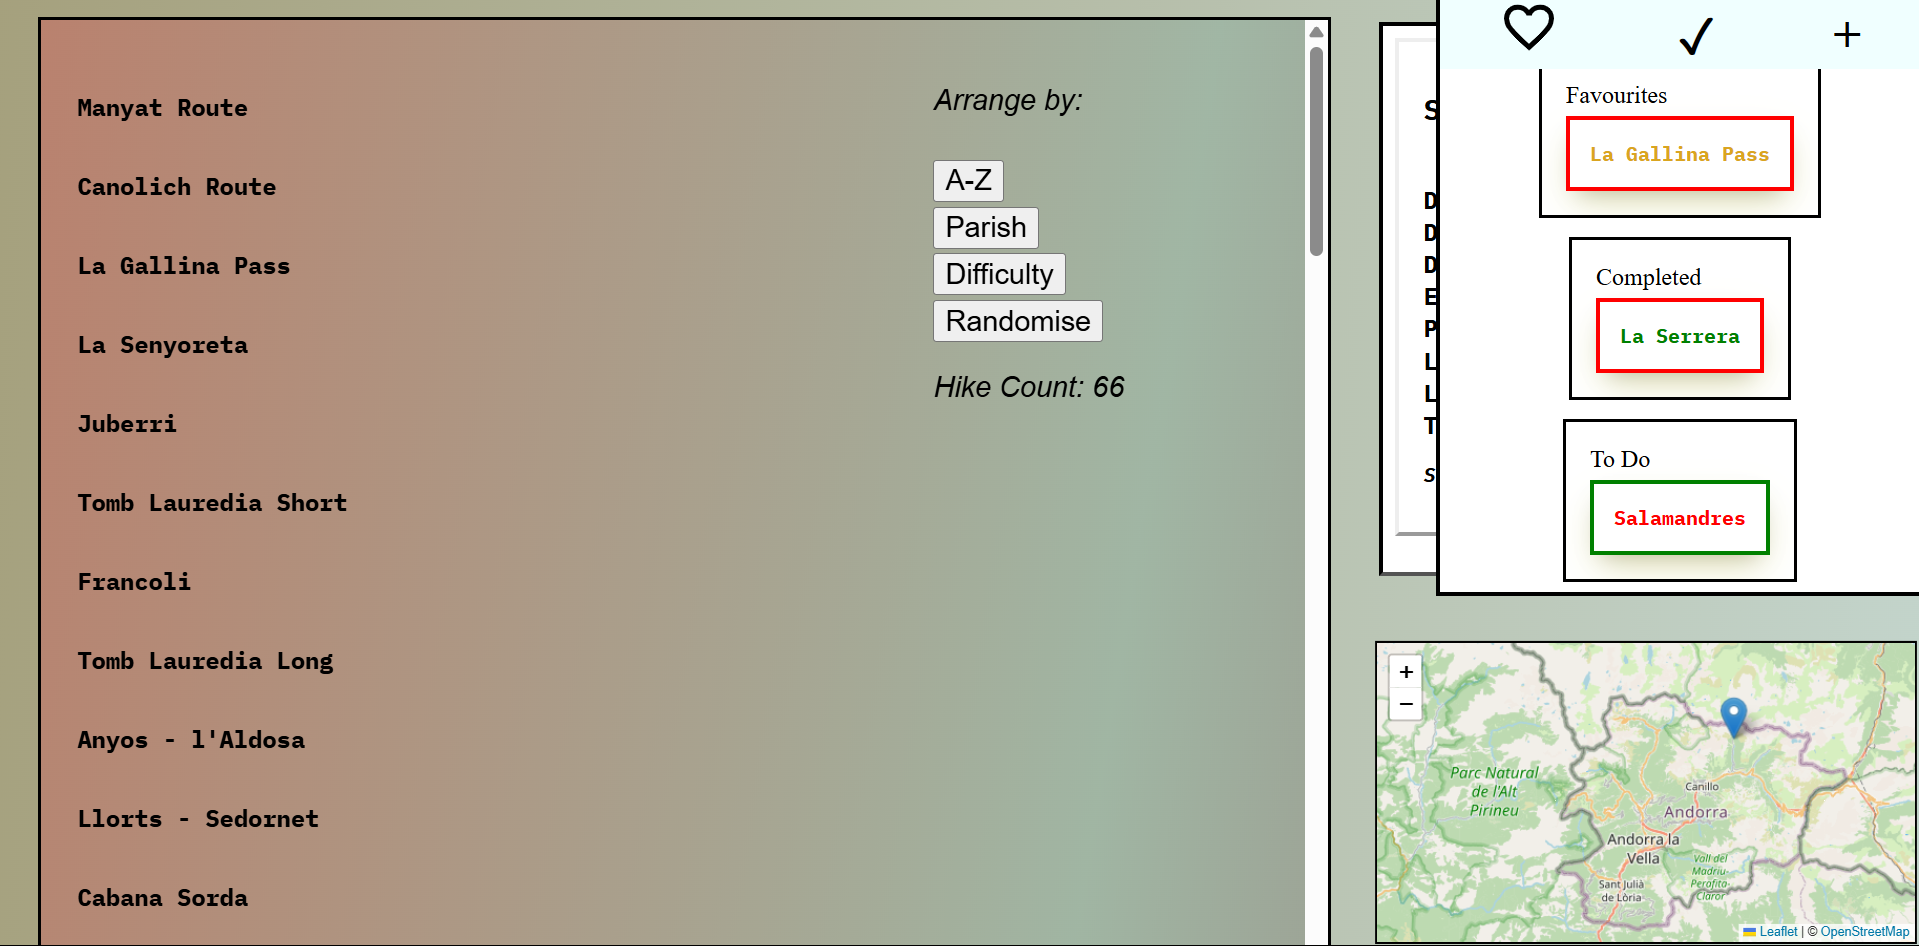 Manyat Route
Canolich Route
La Gallina Pass
La Senyoreta
Juberri
Tomb Lauredia Short
Francoli
Tomb Lauredia Long
Anyos - l'Aldosa
Llorts - Sedornet
Cabana Sorda
Arrange by:
A-Z
Parish
Difficulty
Randomise
Hike Count: 66
S
D
D
D
E
P
L
L
T
S
Favourites
La Gallina Pass
Completed
La Serrera
To Do
Salamandres
+
−
Parc Natural
de l'Alt
Pirineu
Canillo
Andorra
Andorra la
Vella
Vall del
Madriu-
Perafita-
Claror
Sant Julià
de Lòria
Leaflet | © OpenStreetMap